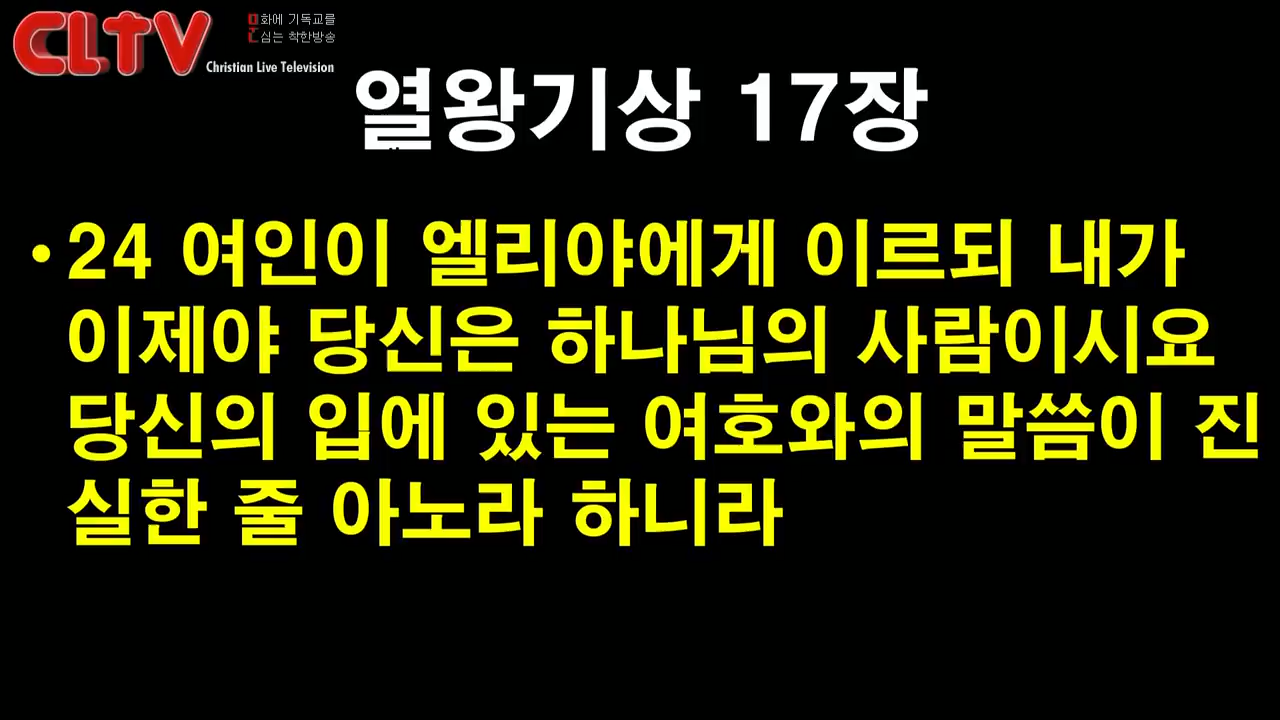 CLTV
문화에 기독교를
심는 착한방송
Christian Live Television
열왕기상 17장
• 24 여인이 엘리야에게 이르되 내가
이제야 당신은 하나님의 사람이시요
당신의 입에 있는 여호와의 말씀이 진
실한 줄 아노라 하니라